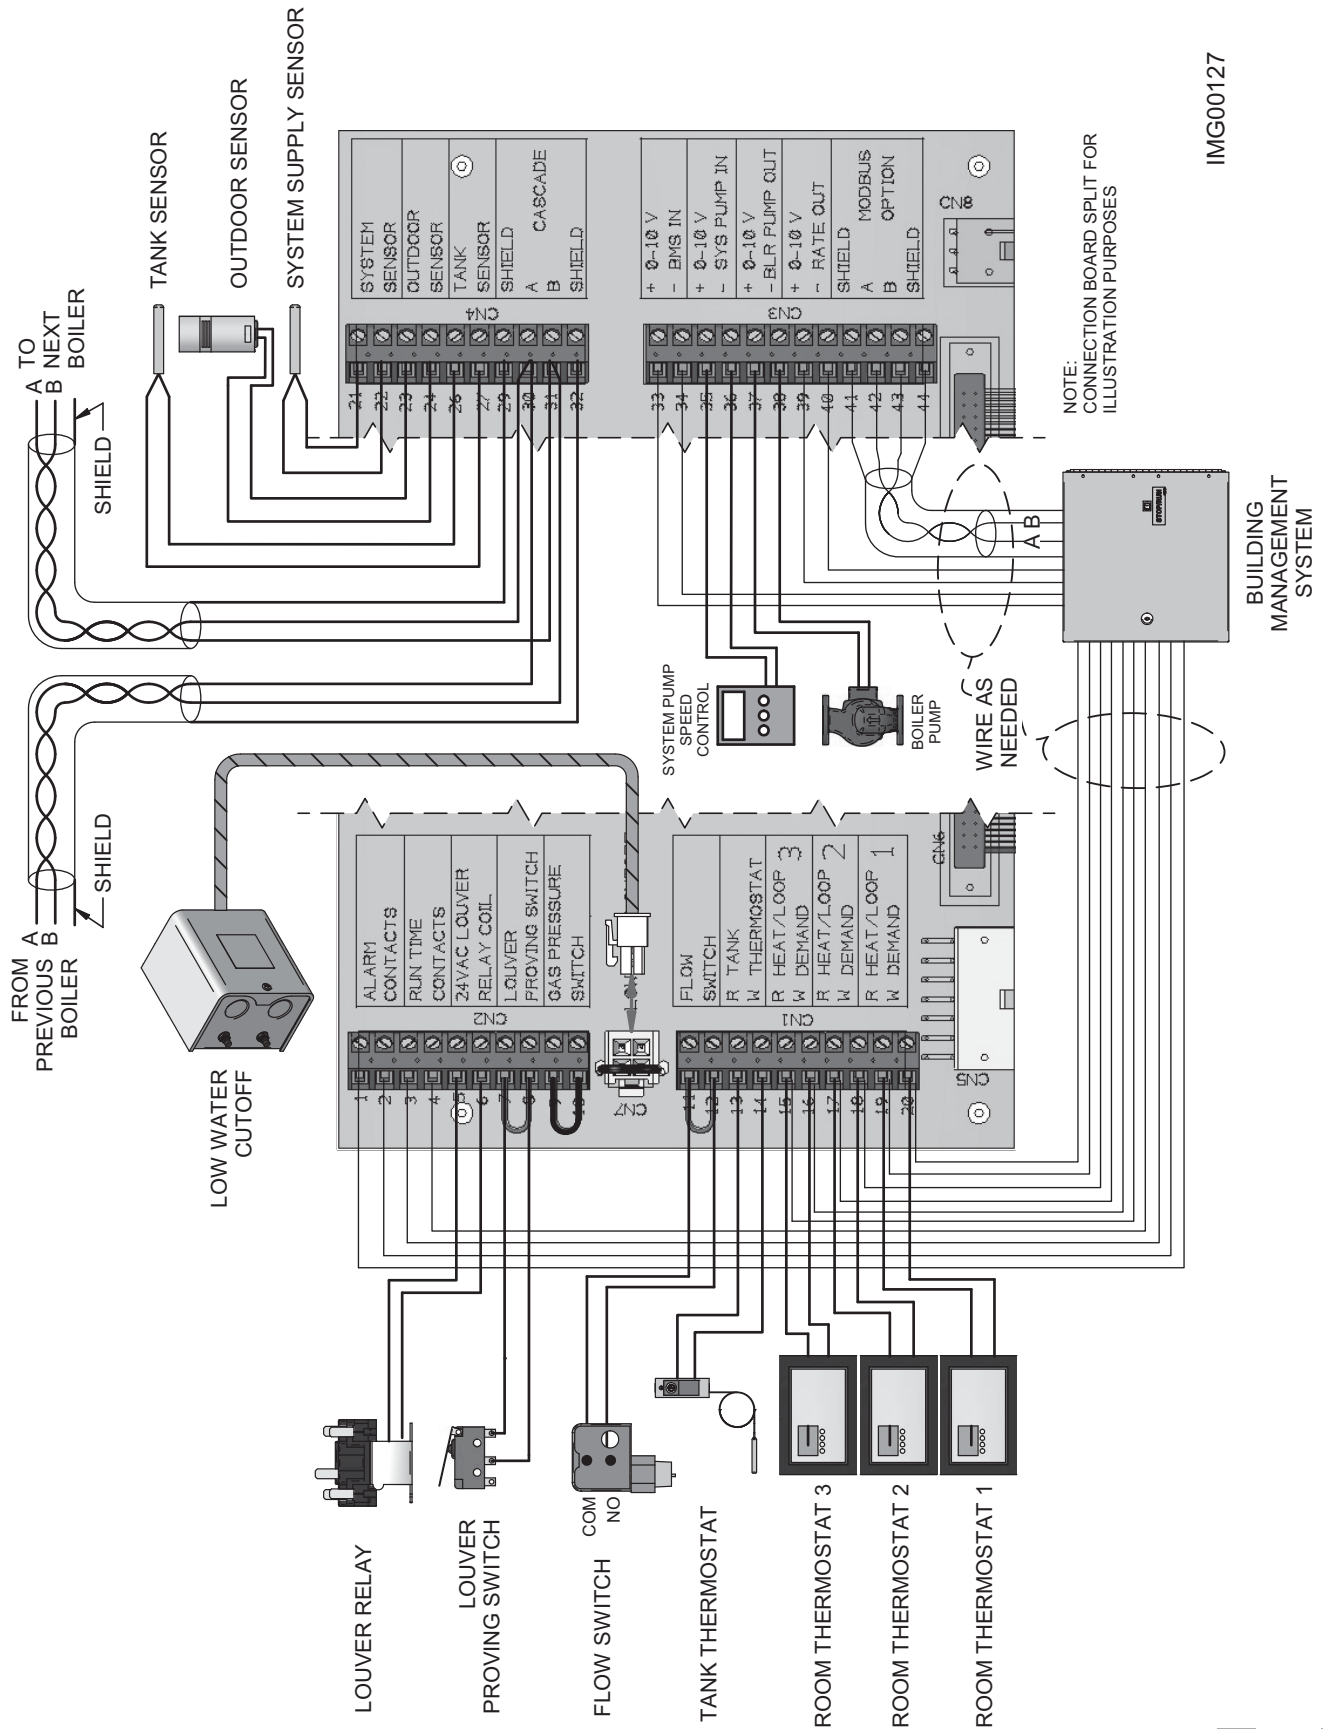 FROM
PREVIOUS
BOILER
A
B
SHIELD
LOW WATER
CUTOFF
LOUVER RELAY
LOUVER
PROVING SWITCH
FLOW SWITCH
COM
NO
TANK THERMOSTAT
ROOM THERMOSTAT 3
ROOM THERMOSTAT 2
ROOM THERMOSTAT 1
1
2
3
4
5
6
7
8
9
10
CN2
ALARM
CONTACTS
RUN TIME
CONTACTS
24VAC LOUVER
RELAY COIL
LOUVER
PROVING SWITCH
GAS PRESSURE
SWITCH
CN7
11
12
13
14
15
16
17
18
19
20
CN1
FLOW
SWITCH
R TANK
W THERMOSTAT
R HEAT/LOOP 3
W DEMAND
R HEAT/LOOP 2
W DEMAND
R HEAT/LOOP 1
W DEMAND
CN5
CN6
TO
NEXT
BOILER
A
B
SHIELD
TANK SENSOR
OUTDOOR SENSOR
SYSTEM SUPPLY SENSOR
21
22
23
24
26
27
29
30
31
32
CN4
SYSTEM
SENSOR
OUTDOOR
SENSOR
TANK
SENSOR
SHIELD
A
CASCADE
B
SHIELD
33
34
35
36
37
38
39
40
41
42
43
44
CN3
+ 0-10 V
- BMS IN
+ 0-10 V
- SYS PUMP IN
+ 0-10 V
- BLR PUMP OUT
+ 0-10 V
- RATE OUT
SHIELD
A MODBUS
B OPTION
SHIELD
CN8
SYSTEM PUMP
SPEED
CONTROL
BOILER
PUMP
WIRE AS
NEEDED
A
B
STOP/RUN
BUILDING
MANAGEMENT
SYSTEM
NOTE:
CONNECTION BOARD SPLIT FOR
ILLUSTRATION PURPOSES
IMG00127